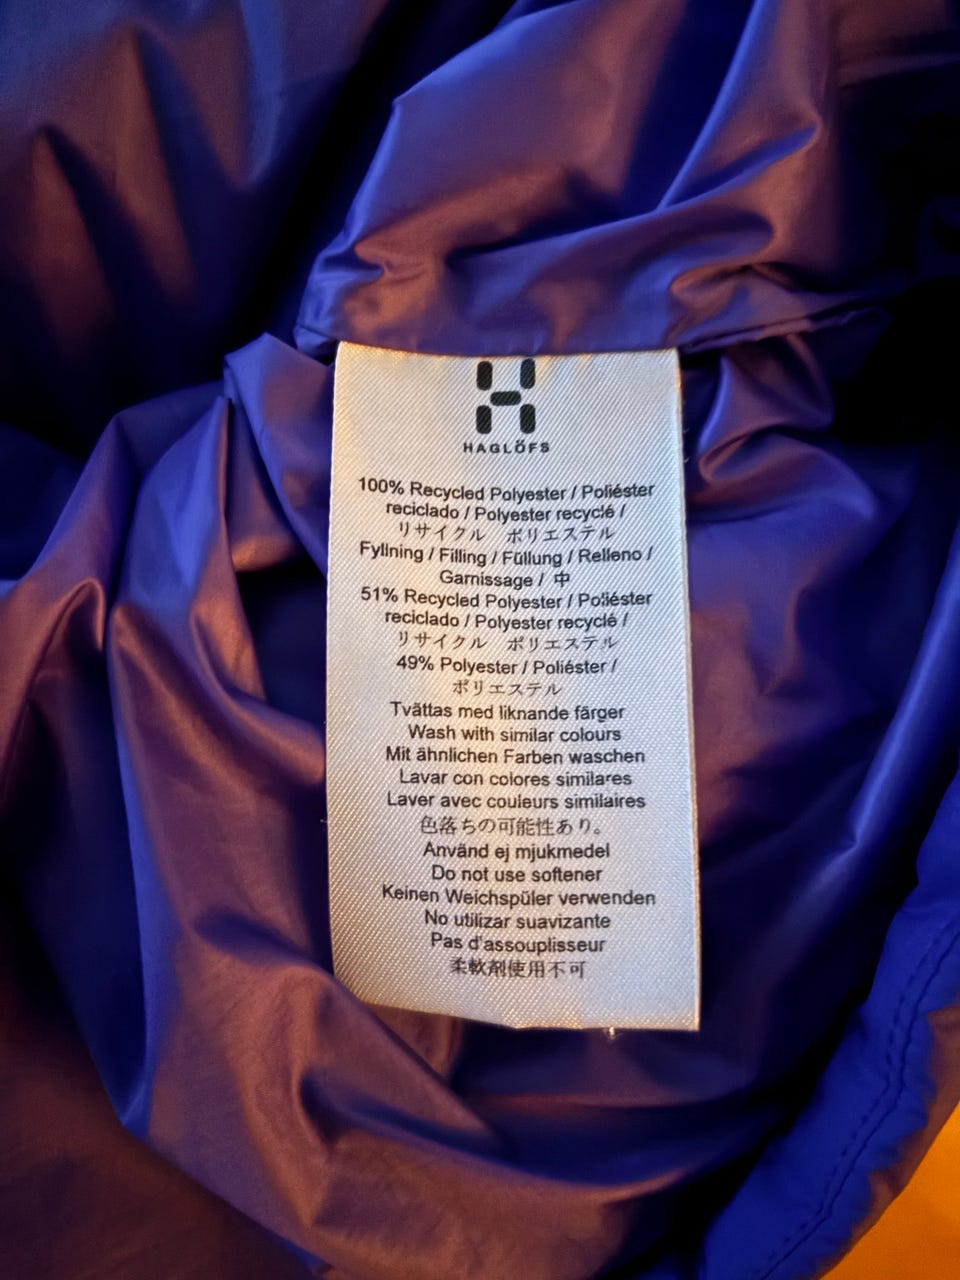 HAGLÖFS
100% Recycled Polyester / Poliéster
reciclado / Polyester recyclé /
リサイクル ポリエステル
Fyllning / Filling / Füllung / Relleno /
Garnissage / 中
51% Recycled Polyester / Poliéster
reciclado / Polyester recyclé /
リサイクル ポリエステル
49% Polyester / Poliéster /
ポリエステル
Tvättas med liknande färger
Wash with similar colours
Mit ähnlichen Farben waschen
Lavar con colores similares
Laver avec couleurs similaires
色落ちの可能性あり。
Använd ej mjukmedel
Do not use softener
Keinen Weichspüler verwenden
No utilizar suavizante
Pas d'assouplisseur
柔軟剤使用不可